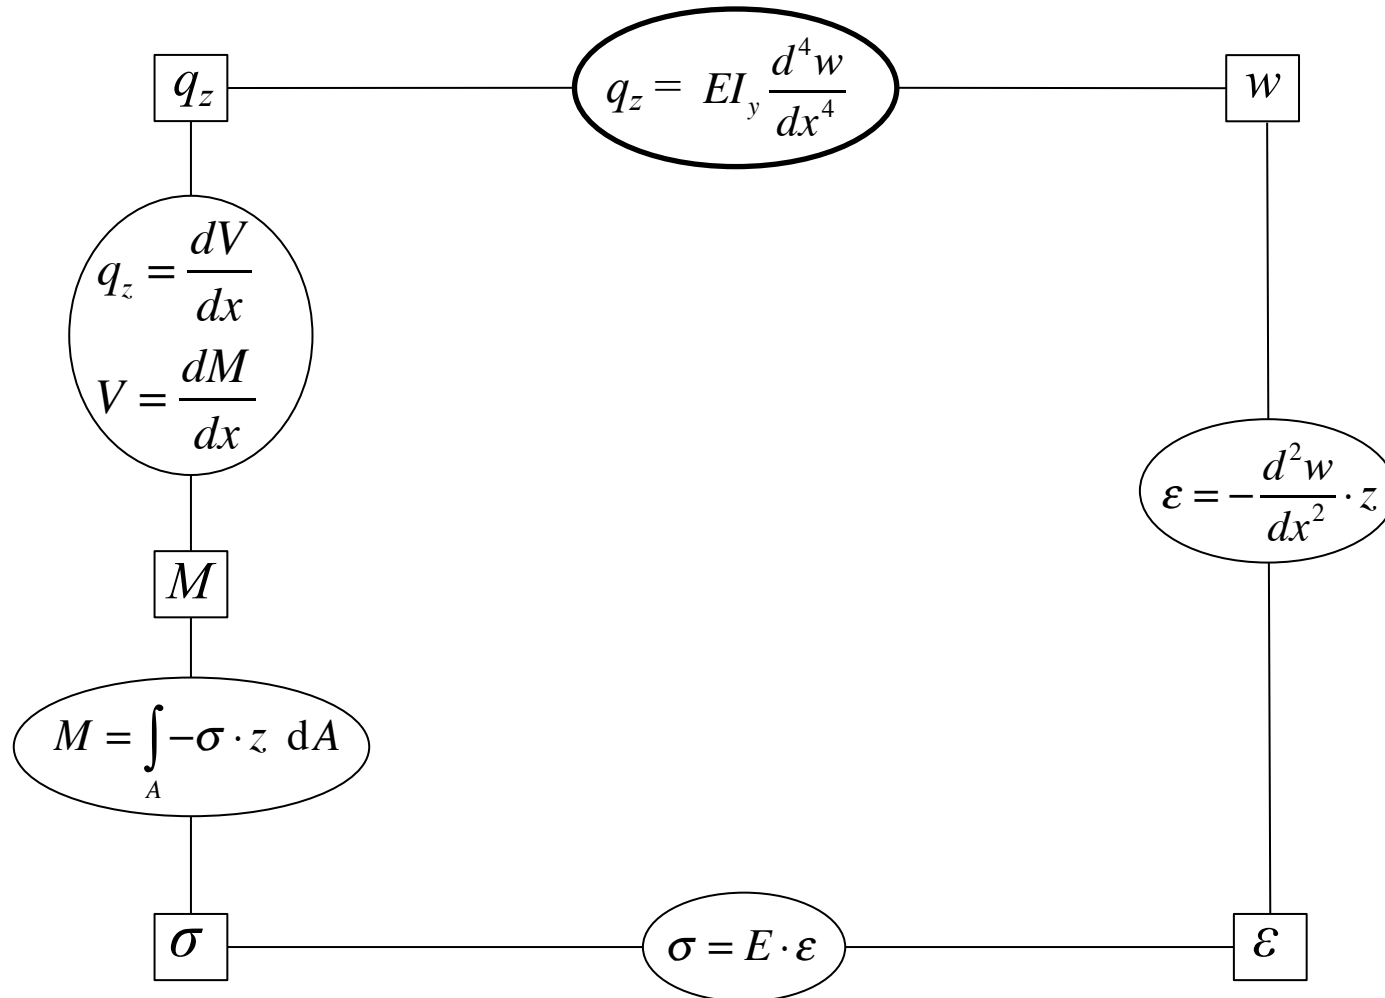 q_z
q_z = EI_y d^4w/dx^4
w
q_z = dV/dx
V = dM/dx
ε = -d^2w/dx^2 · z
M
M = ∫_A -σ · z dA
σ
σ = E · ε
ε